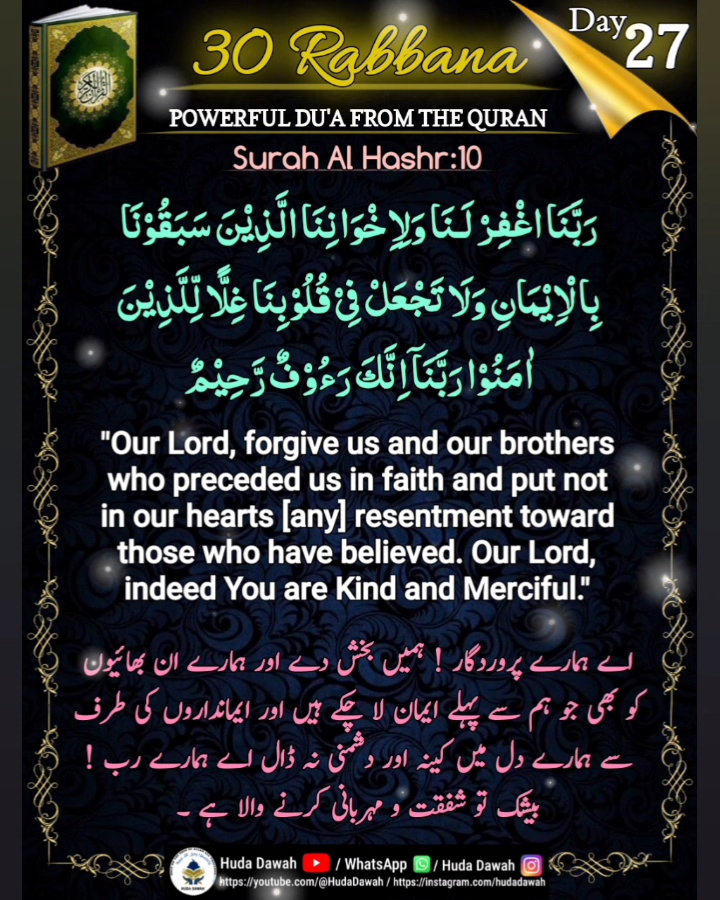 30 Rabbana
Day 27
POWERFUL DU'A FROM THE QURAN
Surah Al Hashr:10
رَبَّنَا اغْفِرْ لَنَا وَلِاِخْوَانِنَا الَّذِيْنَ سَبَقُوْنَا
بِالْاِيْمَانِ وَلَا تَجْعَلْ فِىْ قُلُوْبِنَا غِلًّا لِّلَّذِيْنَ
اٰمَنُوْا رَبَّنَآ اِنَّكَ رَءُوْفٌ رَّحِيْمٌ
"Our Lord, forgive us and our brothers
who preceded us in faith and put not
in our hearts [any] resentment toward
those who have believed. Our Lord,
indeed You are Kind and Merciful."
اے ہمارے پروردگار ! ہمیں بخش دے اور ہمارے ان بھائیوں
کو بھی جو ہم سے پہلے ایمان لا چکے ہیں اور ایمانداروں کی طرف
سے ہمارے دل میں کینہ اور دشمنی نہ ڈال اے ہمارے رب !
بیشک تو شفقت و مہربانی کرنے والا ہے ۔
Huda Dawah / WhatsApp / Huda Dawah
https://youtube.com/@HudaDawah / https://instagram.com/hudadawah
HUDA DAWAH